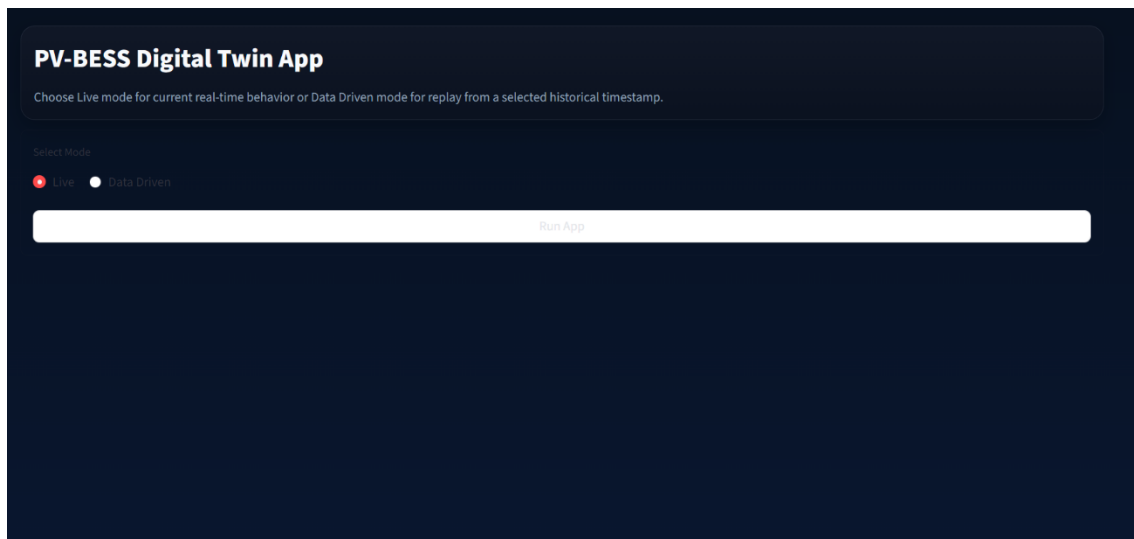 PV-BESS Digital Twin App
Choose Live mode for current real-time behavior or Data Driven mode for replay from a selected historical timestamp.
Select Mode
Live Data Driven
Run App